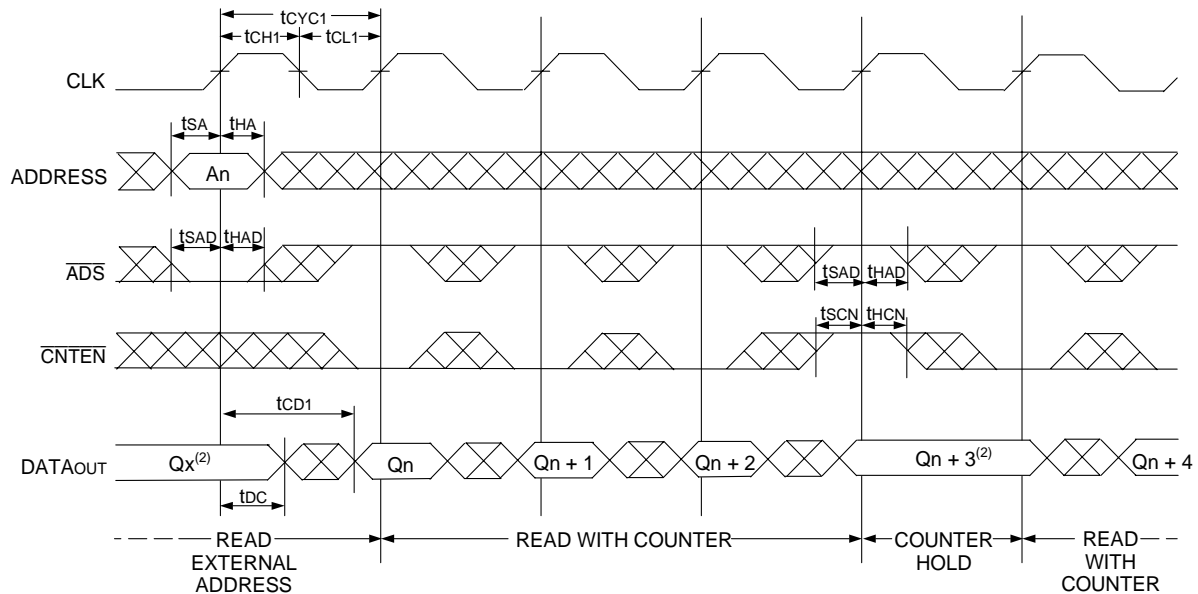 tCYC1
tCH1 tCL1
CLK
tSA tHA
ADDRESS An
tSAD tHAD
ADS
tSAD tHAD
tSCN tHCN
CNTEN
tCD1
DATAOUT Qx(2) Qn Qn + 1 Qn + 2 Qn + 3(2) Qn + 4
tDC
READ EXTERNAL ADDRESS
READ WITH COUNTER
COUNTER HOLD
READ WITH COUNTER